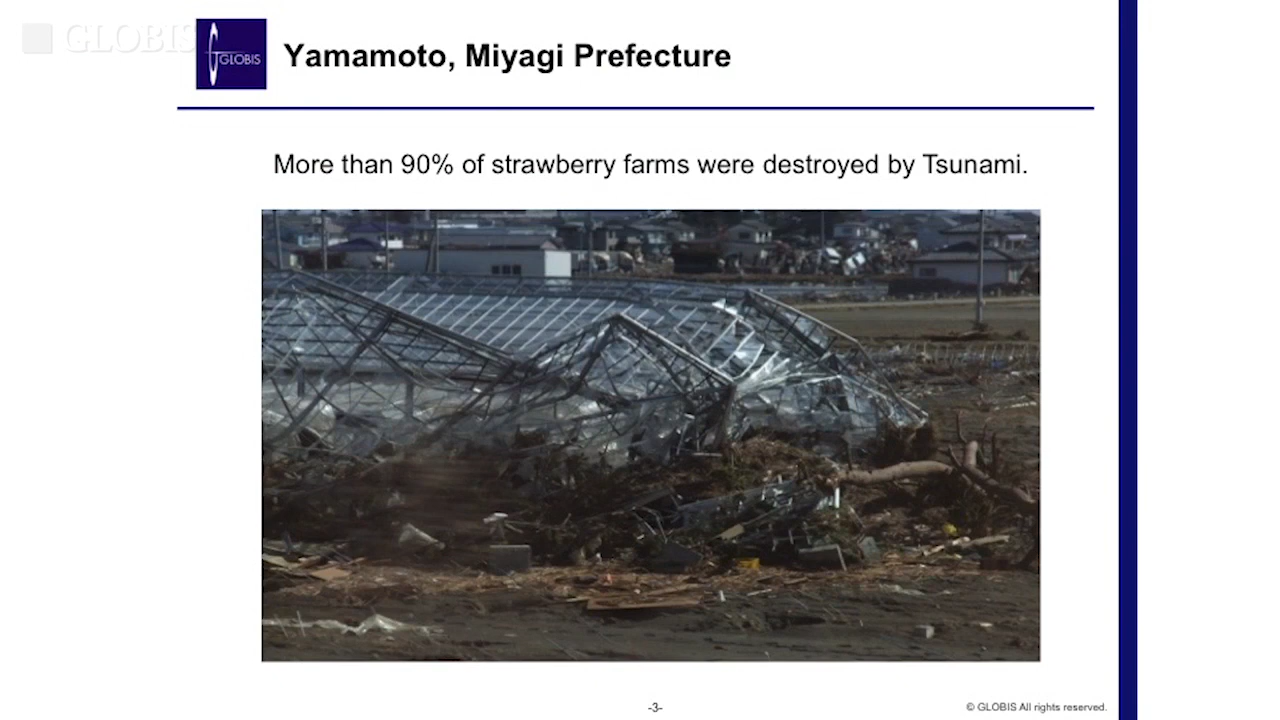 GLOBIS
GLOBIS
Yamamoto, Miyagi Prefecture
More than 90% of strawberry farms were destroyed by Tsunami.
-3-
© GLOBIS All rights reserved.